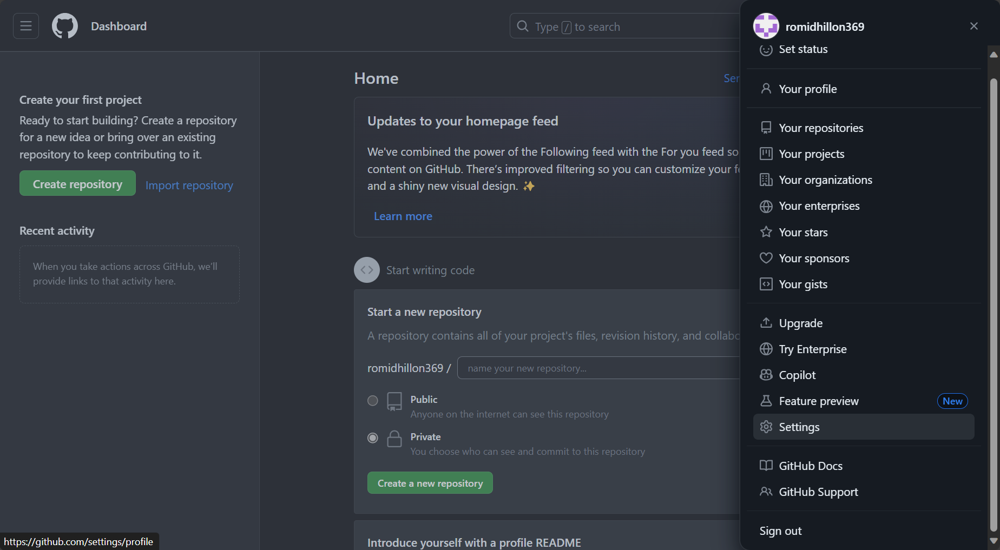 Dashboard
Type / to search
Create your first project
Ready to start building? Create a repository
for a new idea or bring over an existing
repository to keep contributing to it.
Create repository
Import repository
Recent activity
When you take actions across GitHub, we’ll
provide links to that activity here.
Home
Updates to your homepage feed
We've combined the power of the Following feed with the For you feed so
content on GitHub. There’s improved filtering so you can customize your
and a shiny new visual design. ✨
Learn more
Start writing code
Start a new repository
A repository contains all of your project's files, revision history, and
romidhillon369 /
name your new repository...
Public
Anyone on the internet can see this repository
Private
You choose who can see and commit to this repository
Create a new repository
Introduce yourself with a profile README
romidhillon369
Set status
Your profile
Your repositories
Your projects
Your organizations
Your enterprises
Your stars
Your sponsors
Your gists
Upgrade
Try Enterprise
Copilot
Feature preview
New
Settings
GitHub Docs
GitHub Support
Sign out
https://github.com/settings/profile